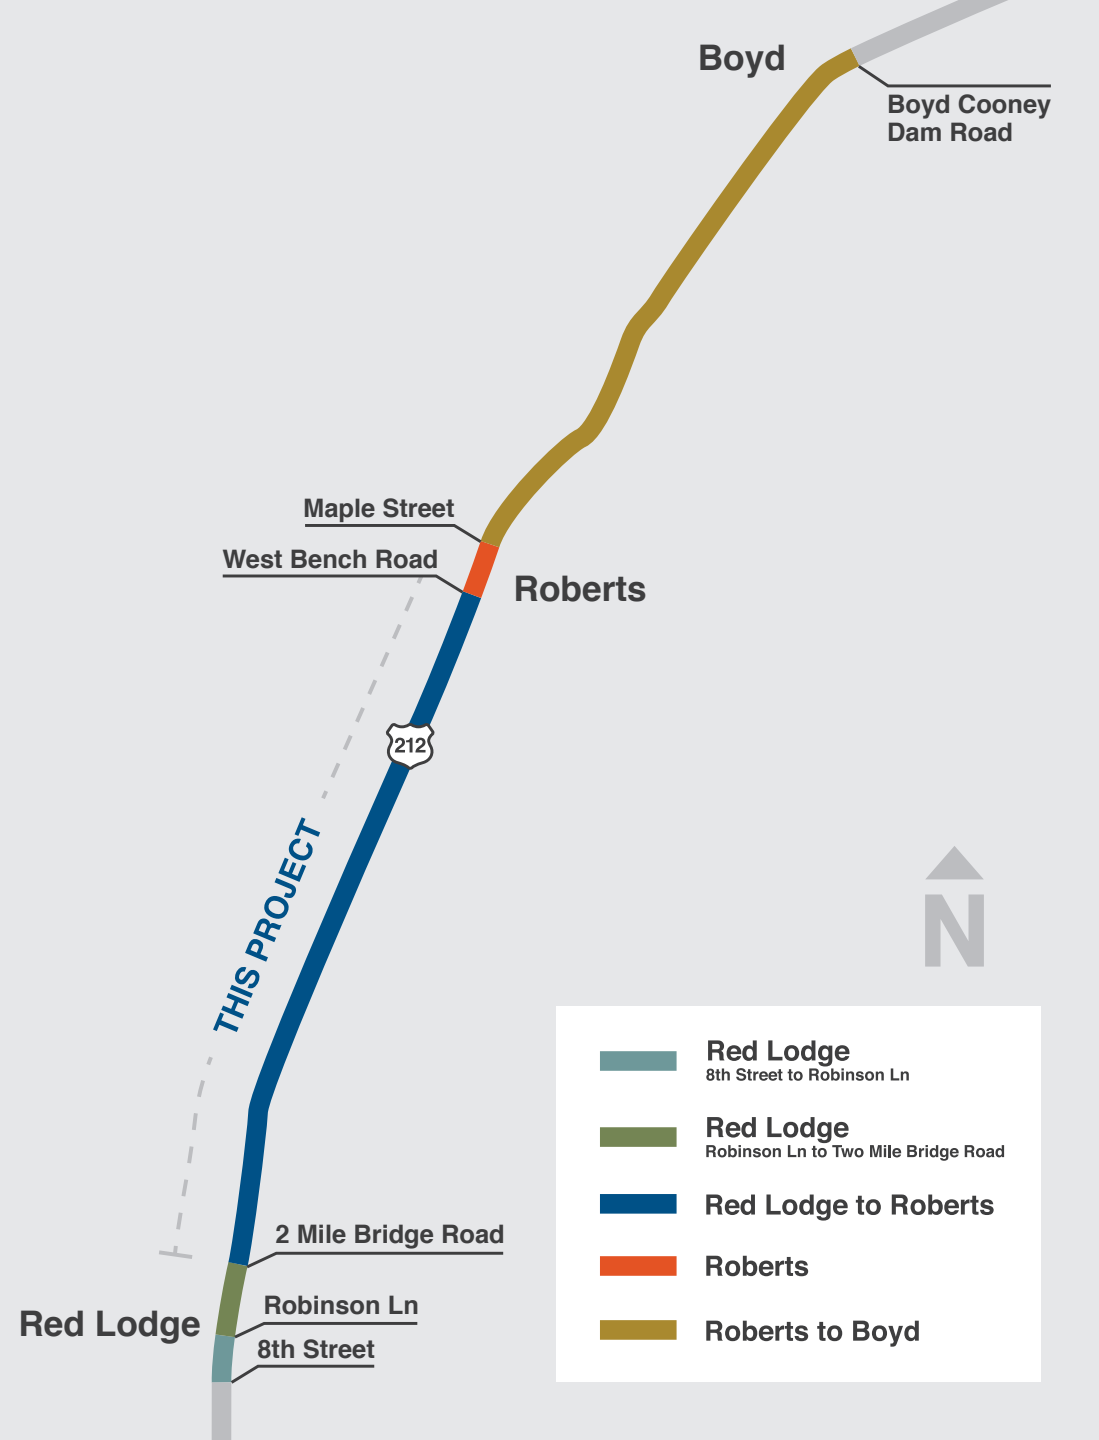 Boyd
Boyd Cooney
Dam Road
Maple Street
West Bench Road
Roberts
212
THIS PROJECT
N
2 Mile Bridge Road
Red Lodge
Robinson Ln
8th Street
Red Lodge
8th Street to Robinson Ln
Red Lodge
Robinson Ln to Two Mile Bridge Road
Red Lodge to Roberts
Roberts
Roberts to Boyd